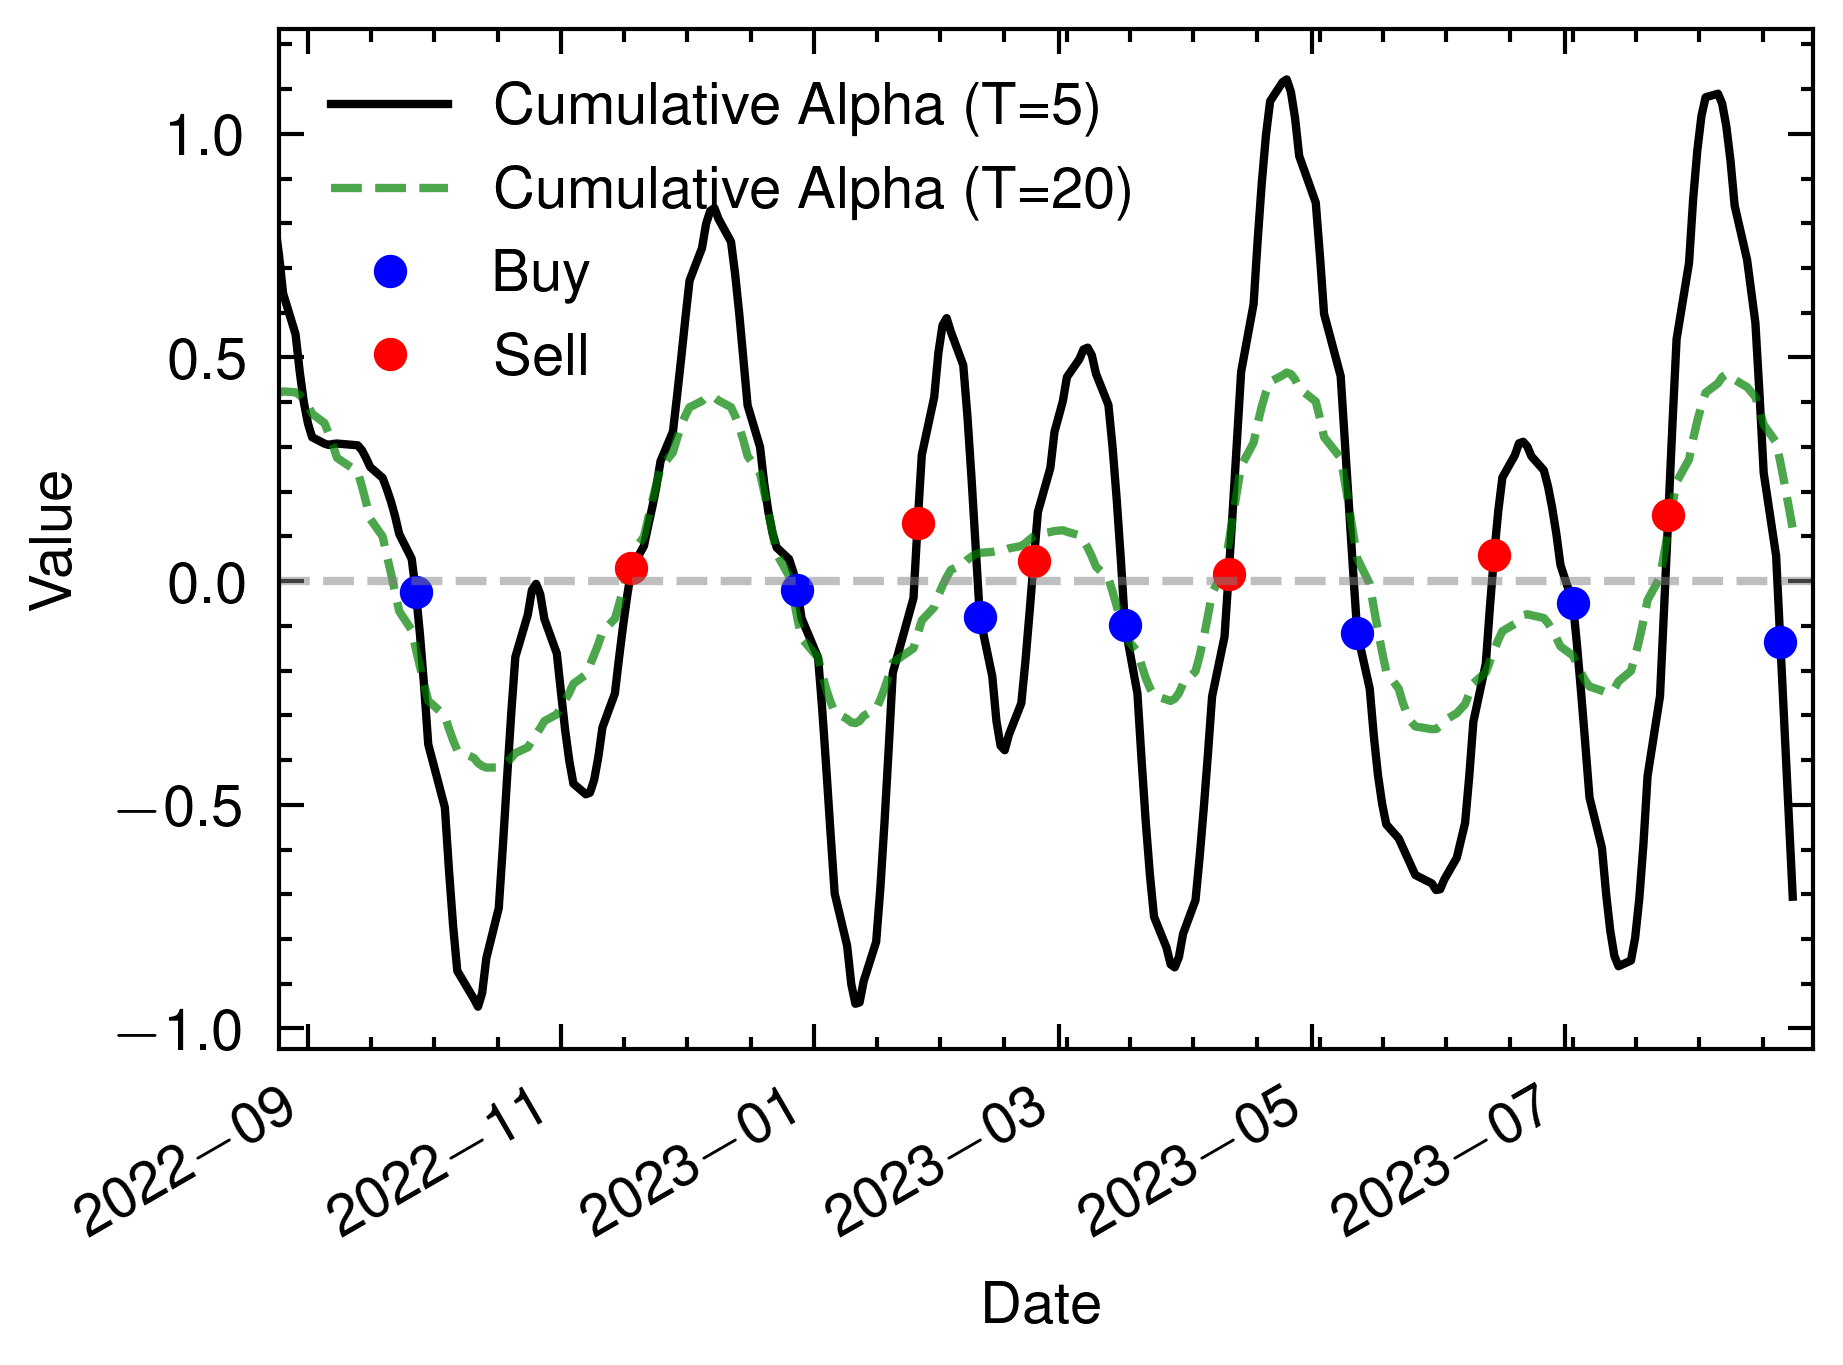 Cumulative Alpha (T=5)
Cumulative Alpha (T=20)
Buy
Sell
1.0
0.5
0.0
−0.5
−1.0
Value
2022−09
2022−11
2023−01
2023−03
2023−05
2023−07
Date